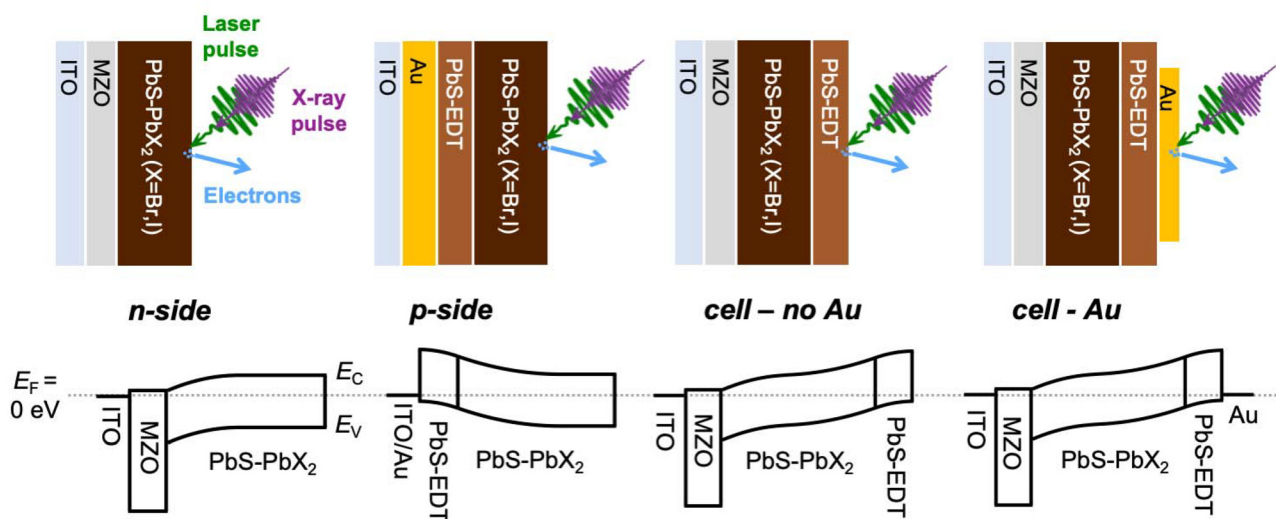 Laser
pulse
X-ray
pulse
Electrons
ITO
MZO
PbS-PbX₂ (X=Br,I)
ITO
Au
PbS-EDT
PbS-PbX₂ (X=Br,I)
ITO
MZO
PbS-PbX₂ (X=Br,I)
PbS-EDT
ITO
MZO
PbS-PbX₂ (X=Br,I)
PbS-EDT
Au
n-side
p-side
cell – no Au
cell - Au
E_F =
0 eV
ITO
MZO
E_C
E_V
PbS-PbX₂
ITO/Au
PbS-EDT
PbS-PbX₂
ITO
MZO
PbS-PbX₂
PbS-EDT
ITO
MZO
PbS-PbX₂
PbS-EDT
Au